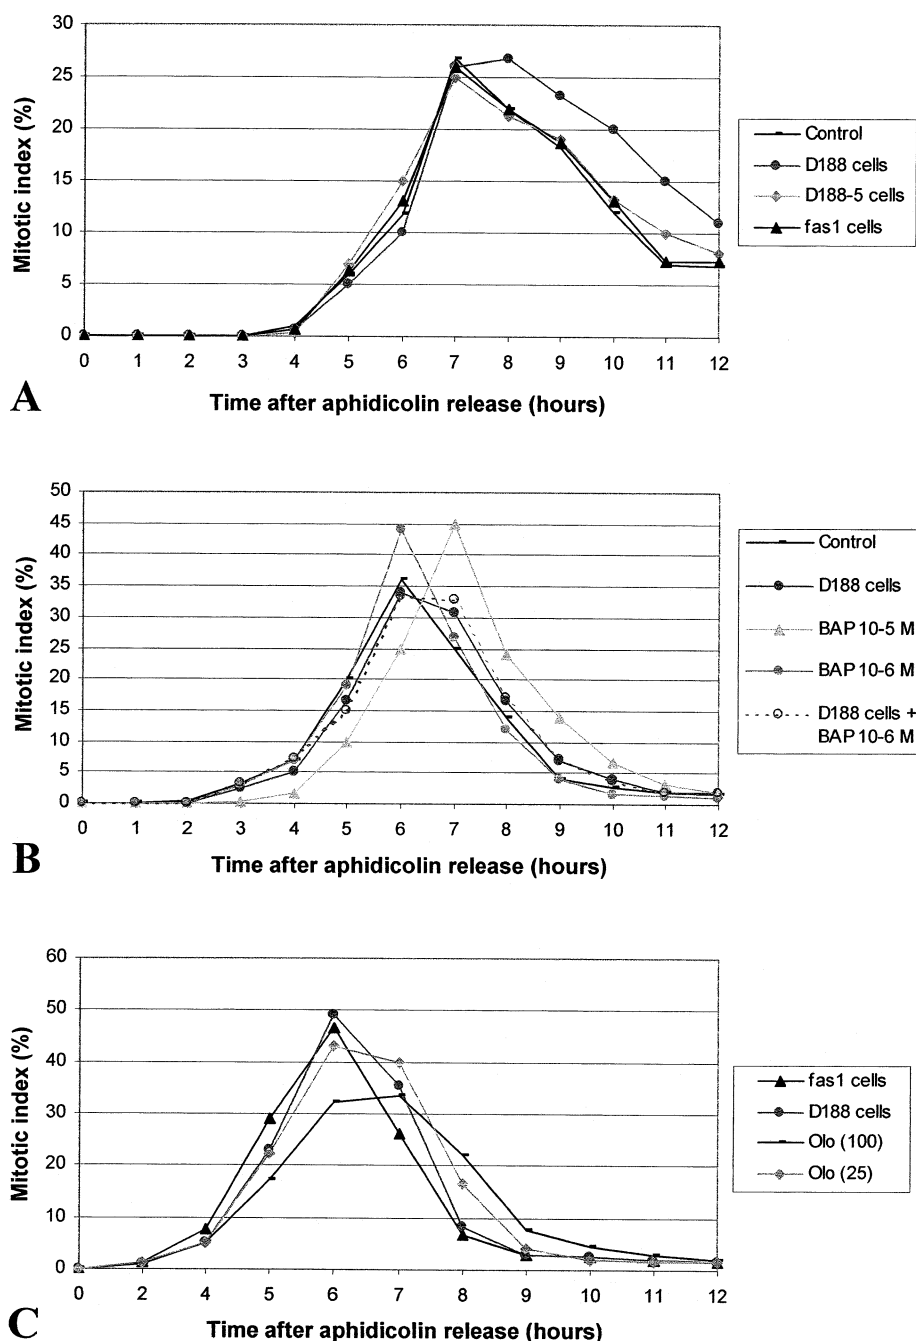 30
25
20
15
10
5
0
Mitotic index (%)
0 1 2 3 4 5 6 7 8 9 10 11 12
Time after aphidicolin release (hours)
Control
D188 cells
D188-5 cells
fas1 cells
A
50
45
40
35
30
25
20
15
10
5
0
Mitotic index (%)
0 1 2 3 4 5 6 7 8 9 10 11 12
Time after aphidicolin release (hours)
Control
D188 cells
BAP 10-5 M
BAP 10-6 M
D188 cells +
BAP 10-6 M
B
60
50
40
30
20
10
0
Mitotic index (%)
0 2 4 5 6 7 8 9 10 11 12
Time after aphidicolin release (hours)
fas1 cells
D188 cells
Olo (100)
Olo (25)
C